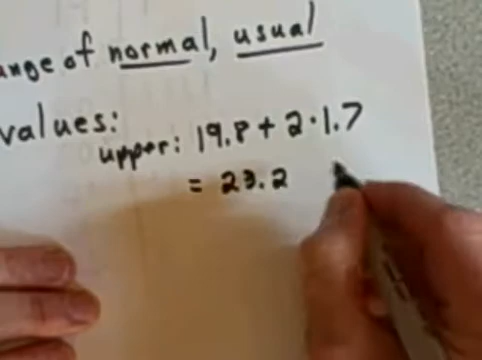 ange of normal, usual
values:
upper: 19.8 + 2·1.7
= 23.2